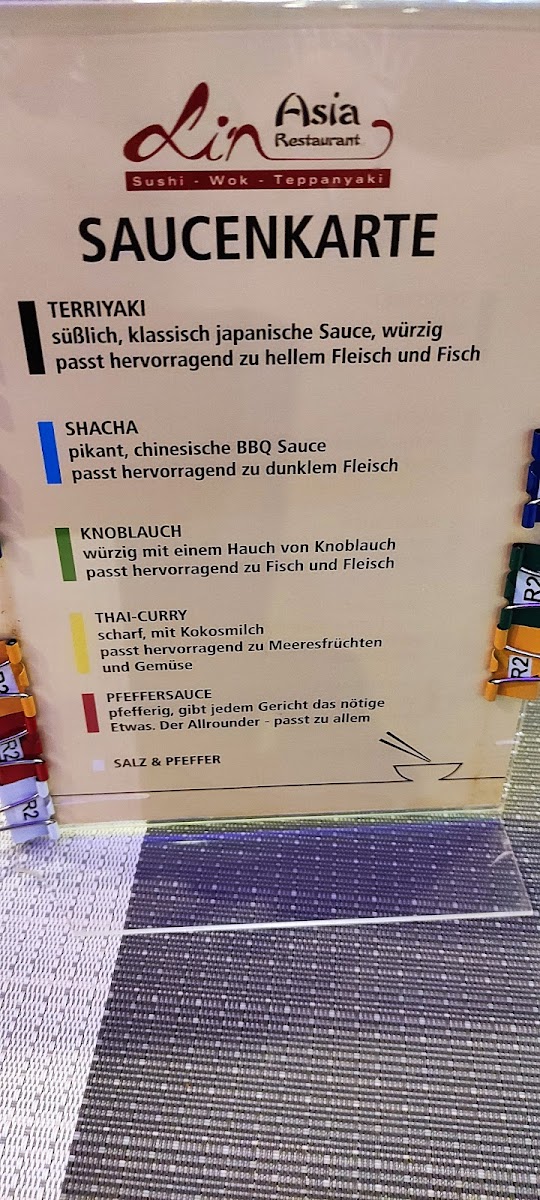 Lin Asia
Restaurant
Sushi - Wok - Teppanyaki
SAUCENKARTE
TERRIYAKI
süßlich, klassisch japanische Sauce, würzig
passt hervorragend zu hellem Fleisch und Fisch
SHACHA
pikant, chinesische BBQ Sauce
passt hervorragend zu dunklem Fleisch
KNOBLAUCH
würzig mit einem Hauch von Knoblauch
passt hervorragend zu Fisch und Fleisch
THAI-CURRY
scharf, mit Kokosmilch
passt hervorragend zu Meeresfrüchten
und Gemüse
PFEFFERSAUCE
pfefferig, gibt jedem Gericht das nötige
Etwas. Der Allrounder - passt zu allem
SALZ & PFEFFER
R2
R2
R2
R2
R2